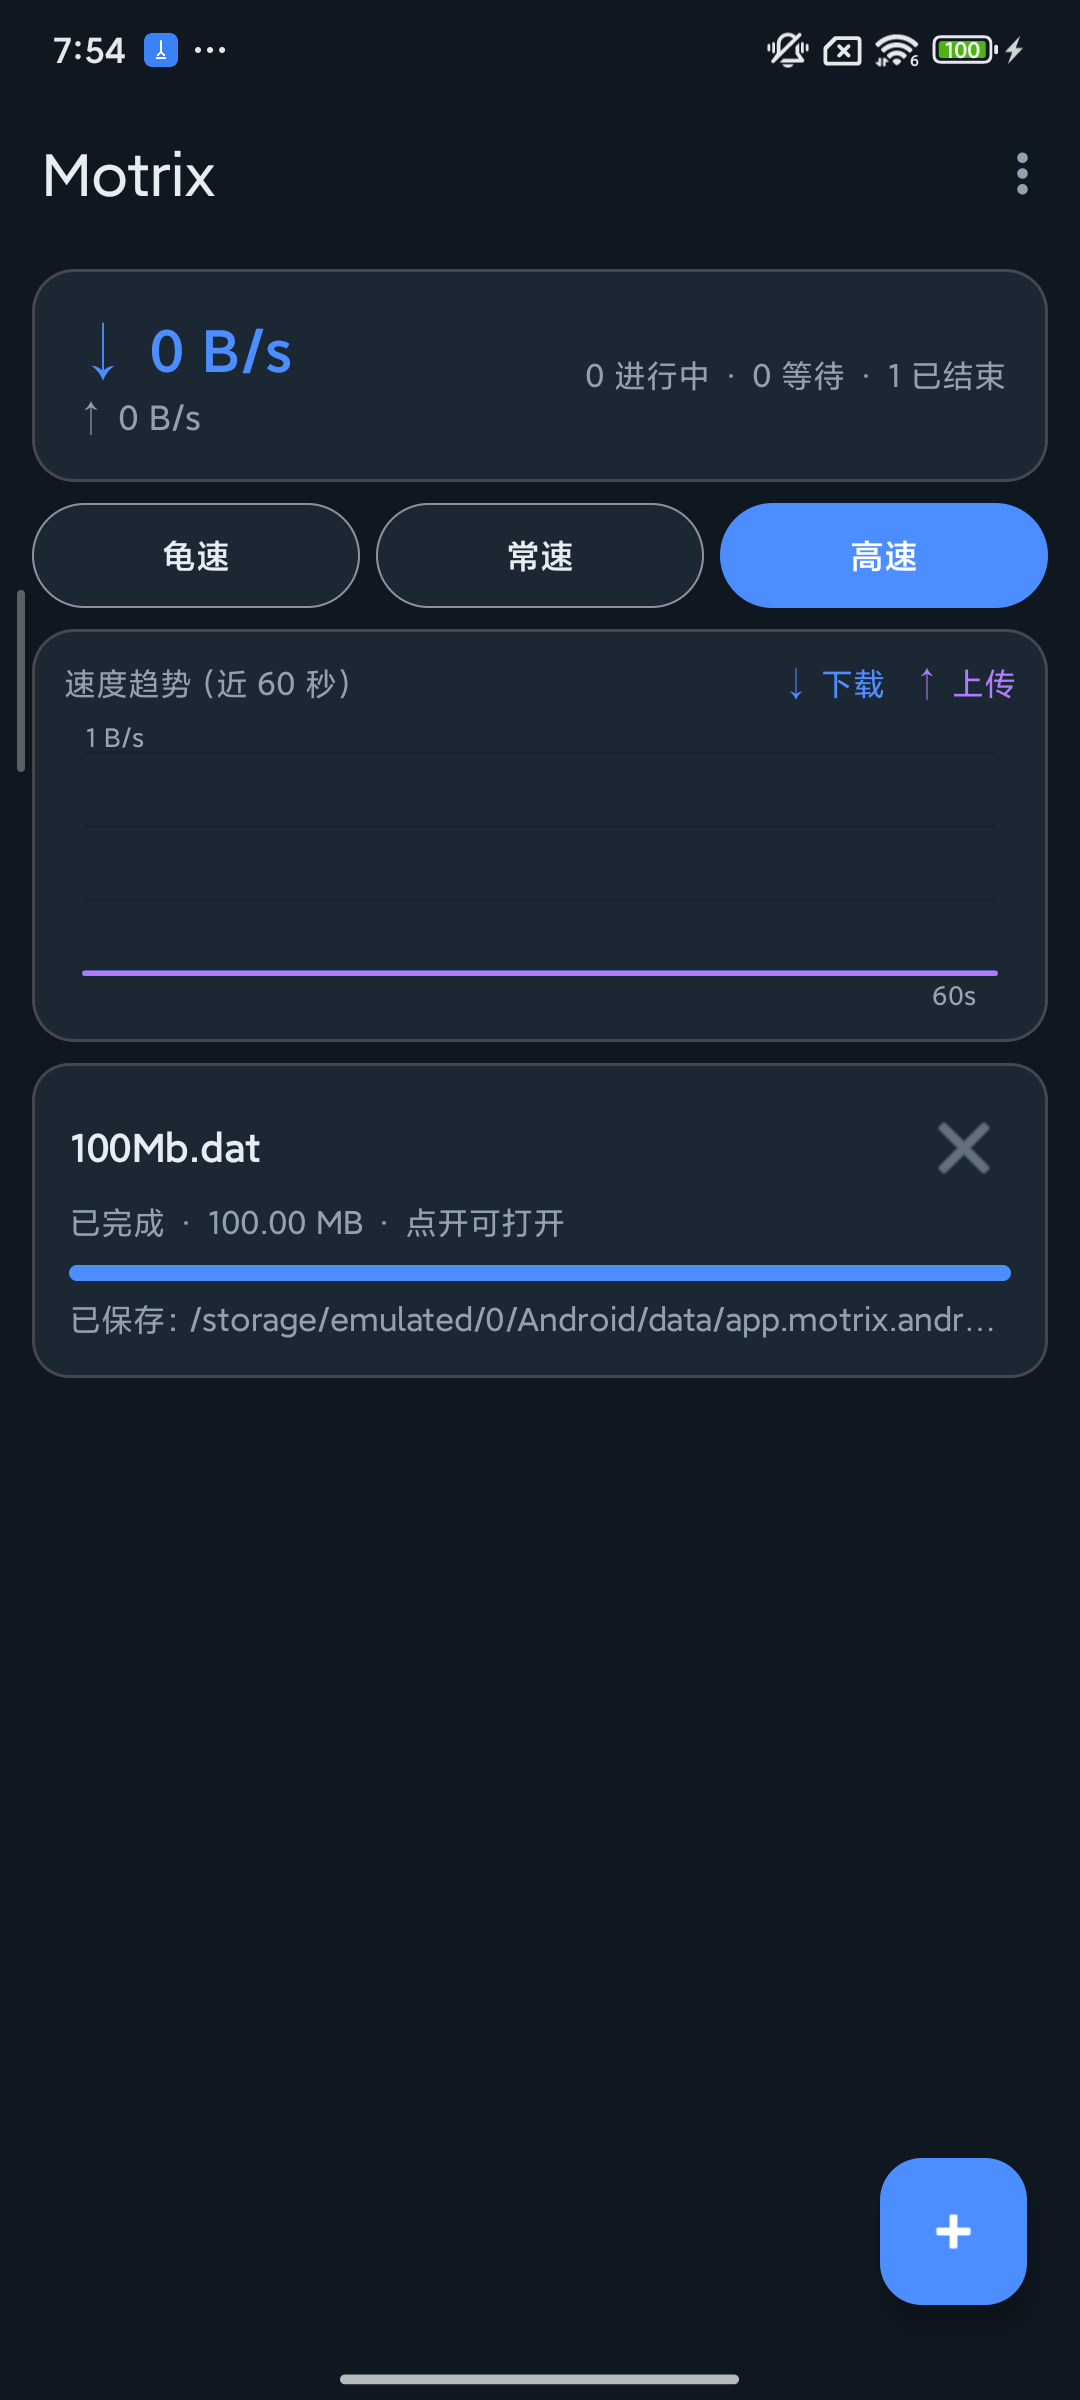 7:54
6
100
Motrix
↓ 0 B/s
↑ 0 B/s
0 进行中 · 0 等待 · 1 已结束
龟速
常速
高速
速度趋势 (近 60 秒)
↓ 下载 ↑ 上传
1 B/s
60s
100Mb.dat
已完成 · 100.00 MB · 点开可打开
已保存: /storage/emulated/0/Android/data/app.motrix.andr...